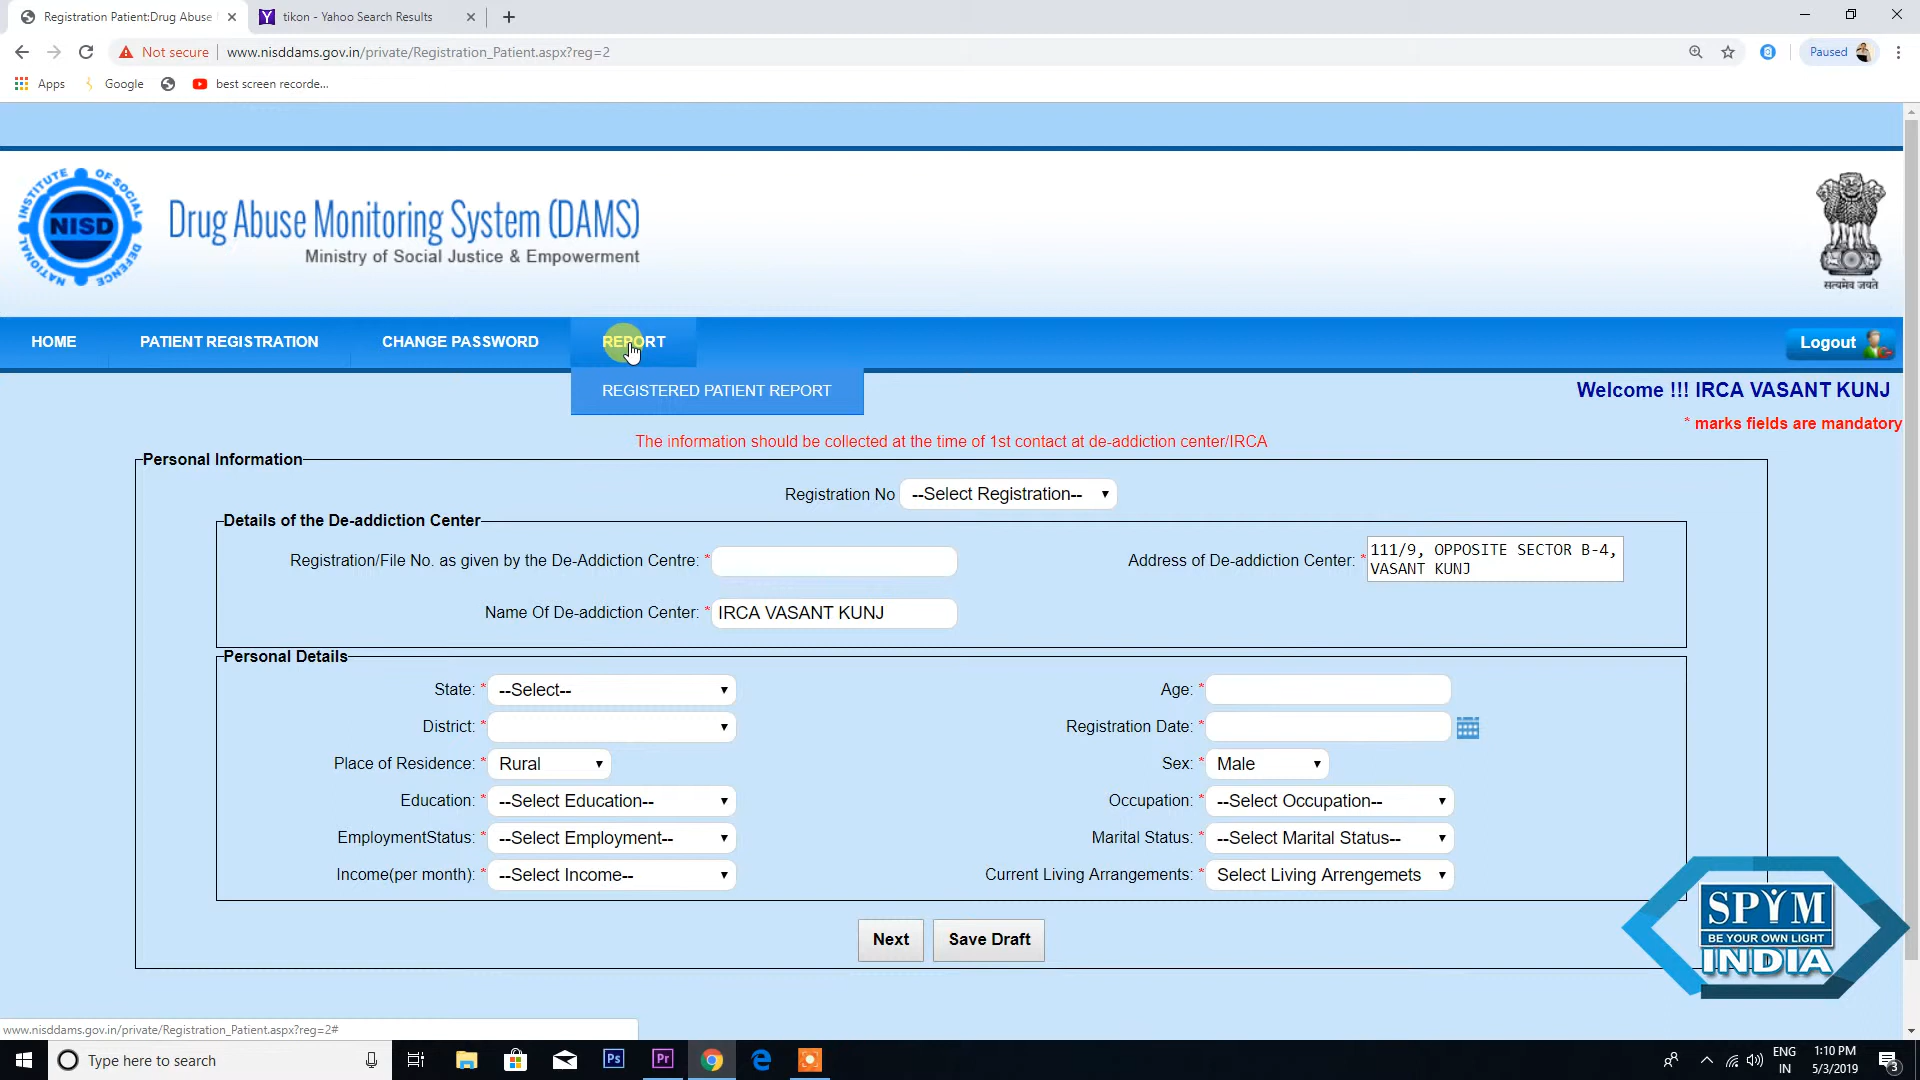 Registration Patient:Drug Abuse
tikon - Yahoo Search Results
Not secure
www.nisddams.gov.in/private/Registration_Patient.aspx?reg=2
Paused
Apps
Google
best screen recorde...
NATIONAL INSTITUTE OF SOCIAL DEFENCE
NISD
Drug Abuse Monitoring System (DAMS)
Ministry of Social Justice & Empowerment
सत्यमेव जयते
HOME
PATIENT REGISTRATION
CHANGE PASSWORD
REPORT
Logout
REGISTERED PATIENT REPORT
Welcome !!! IRCA VASANT KUNJ
* marks fields are mandatory
The information should be collected at the time of 1st contact at de-addiction center/IRCA
Personal Information
Registration No --Select Registration--
Details of the De-addiction Center
Registration/File No. as given by the De-Addiction Centre: *
Address of De-addiction Center: * 111/9, OPPOSITE SECTOR B-4,
VASANT KUNJ
Name Of De-addiction Center: * IRCA VASANT KUNJ
Personal Details
State: * --Select--
Age: *
District: *
Registration Date: *
Place of Residence: * Rural
Sex: * Male
Education: * --Select Education--
Occupation: * --Select Occupation--
EmploymentStatus: * --Select Employment--
Marital Status: * --Select Marital Status--
Income(per month): * --Select Income--
Current Living Arrangements: * Select Living Arrengemets
Next
Save Draft
SPYM
BE YOUR OWN LIGHT
INDIA
www.nisddams.gov.in/private/Registration_Patient.aspx?reg=2#
Type here to search
Ps
Pr
ENG
IN
1:10 PM
5/3/2019
3